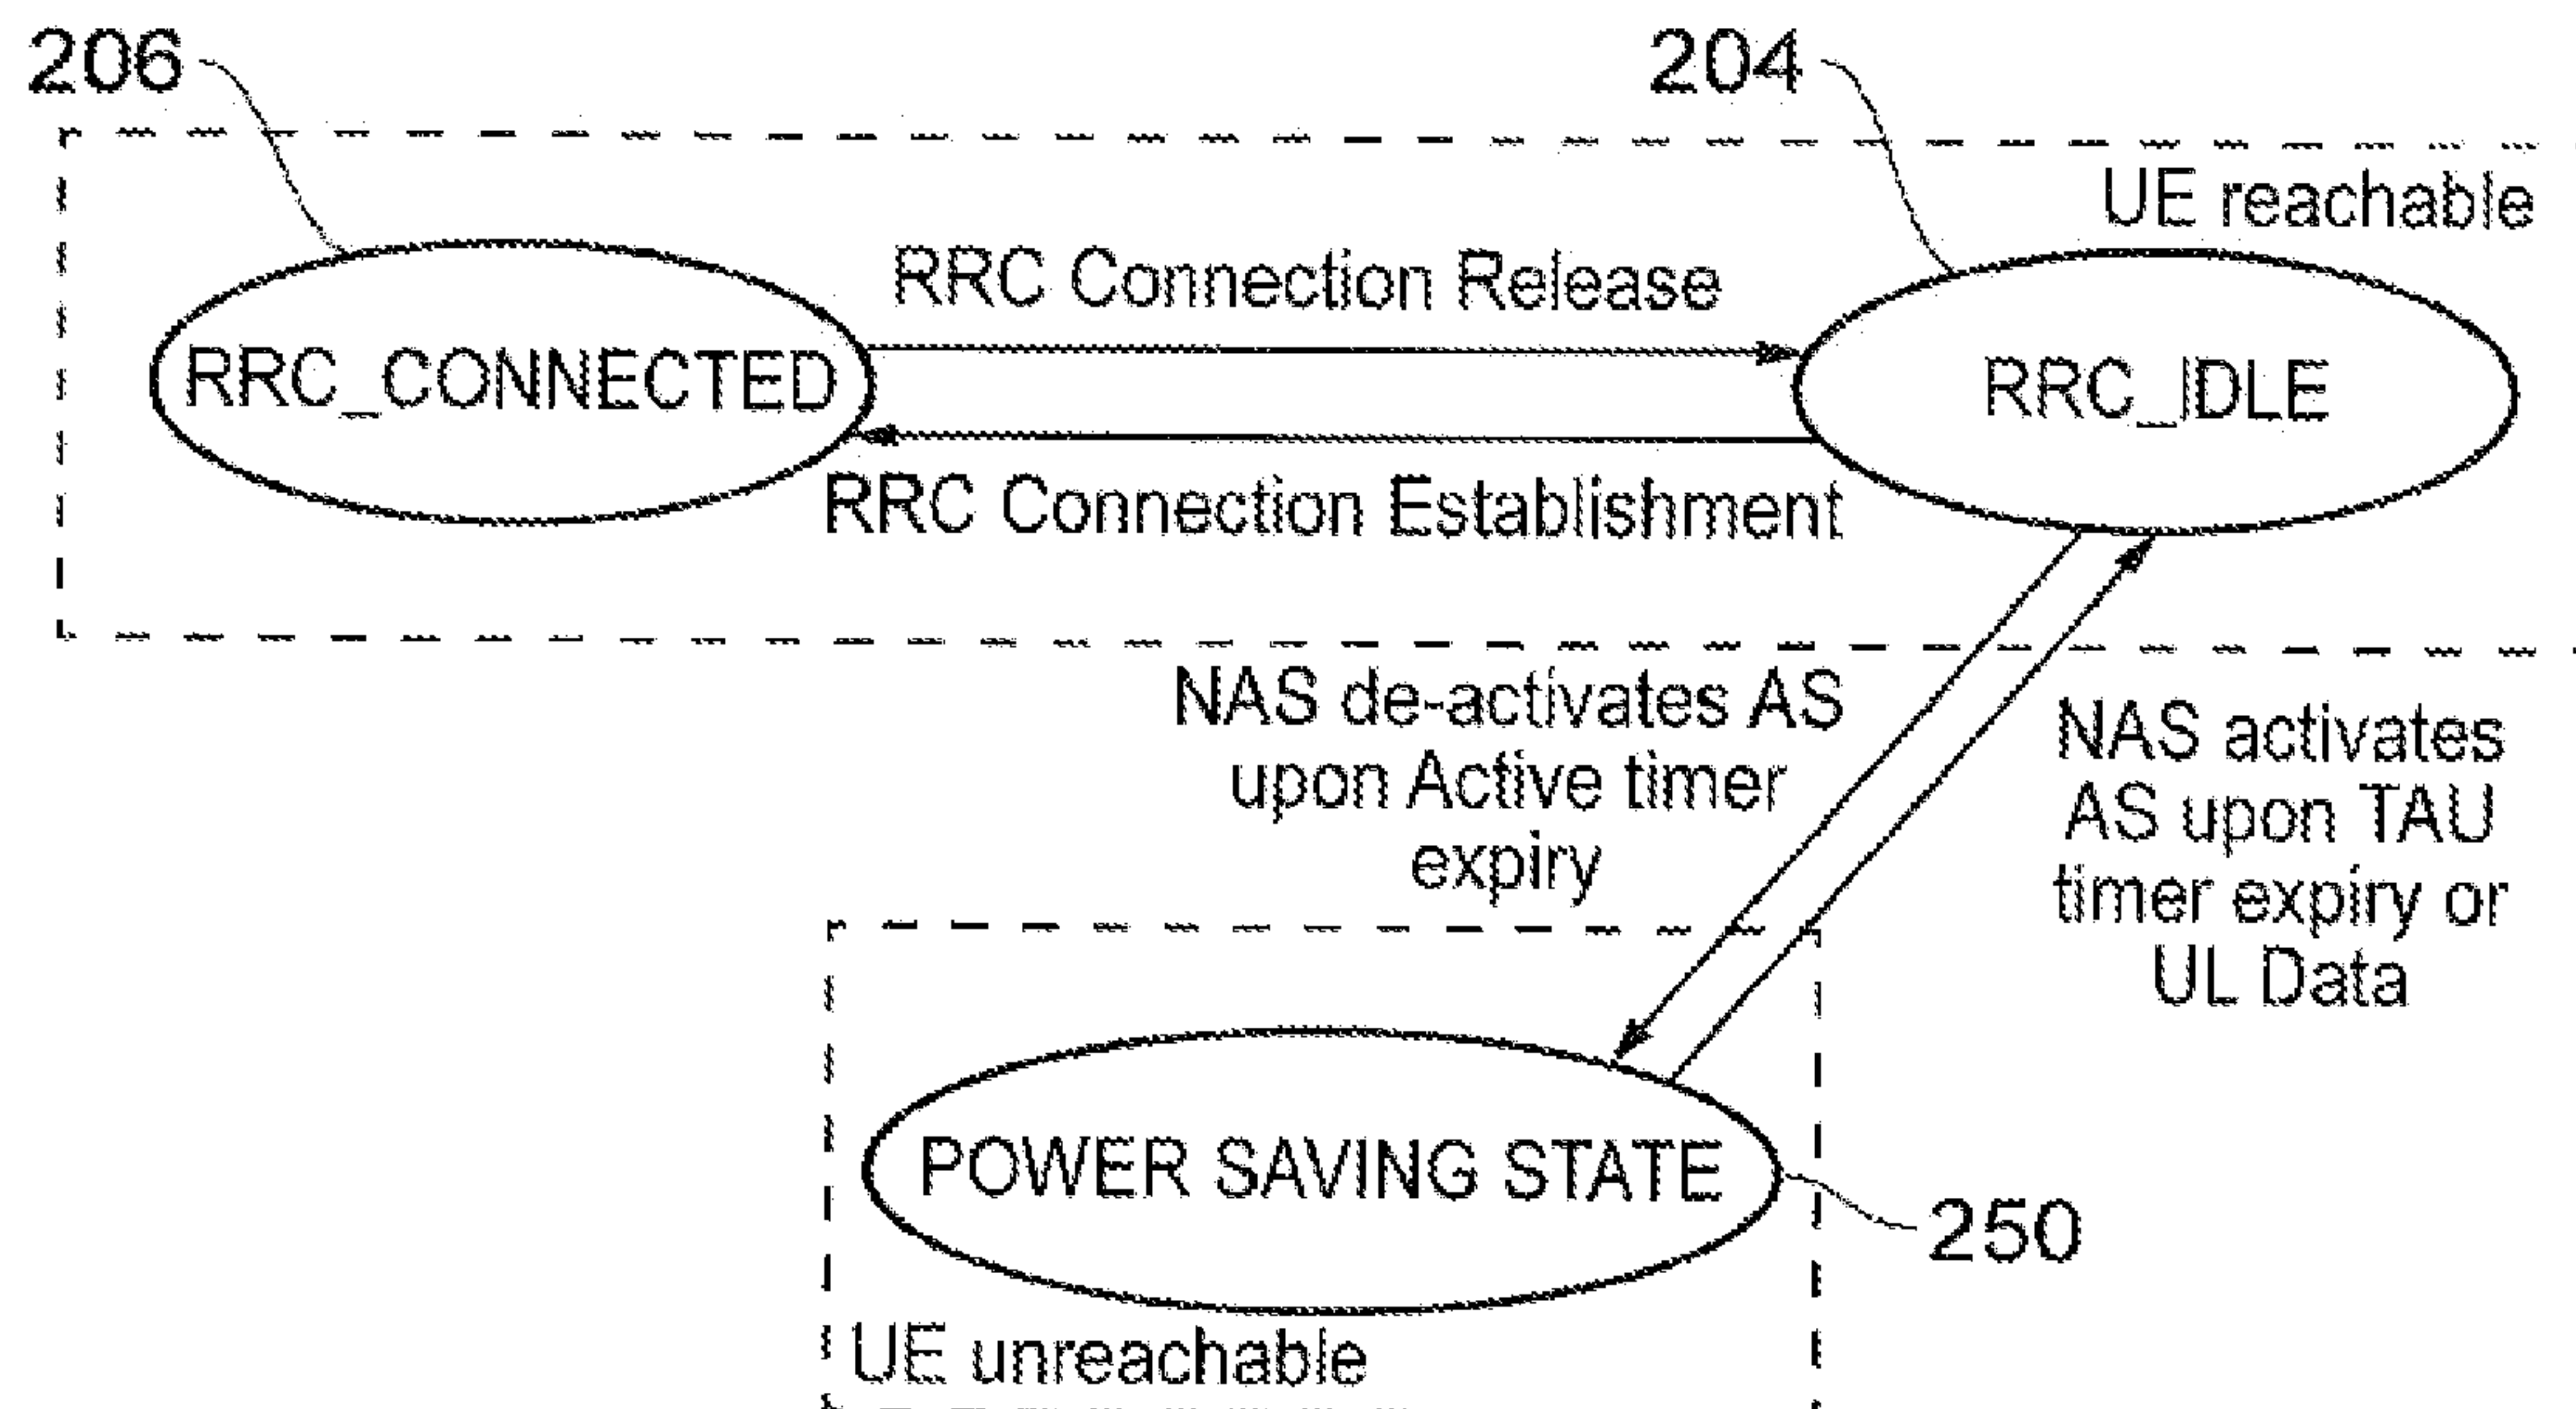 206
204
UE reachable
RRC Connection Release
RRC_CONNECTED
RRC_IDLE
RRC Connection Establishment
NAS de-activates AS
upon Active timer
expiry
NAS activates
AS upon TAU
timer expiry or
UL Data
POWER SAVING STATE
250
UE unreachable